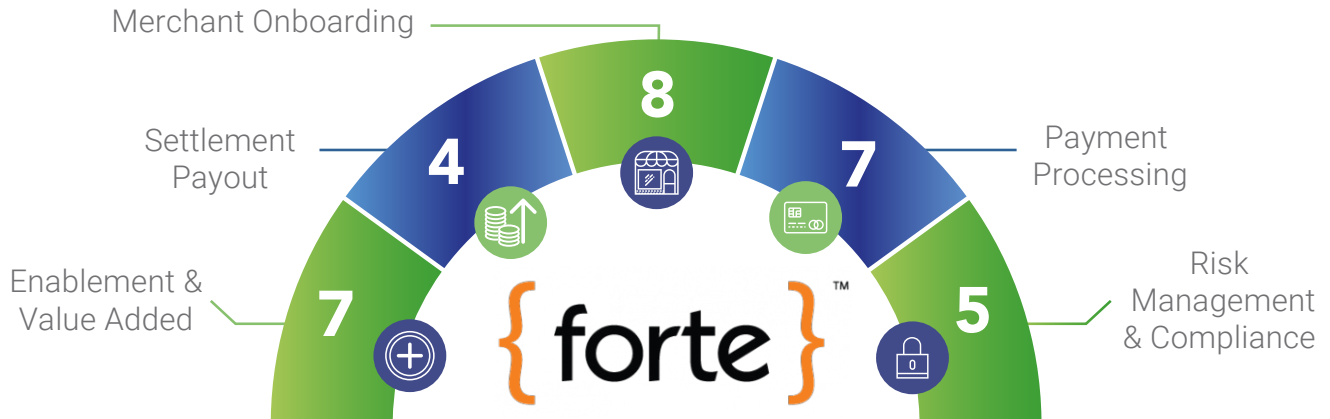 Merchant Onboarding
8
Settlement
Payout
4
7
Payment
Processing
Enablement &
Value Added
7
5
Risk
Management
& Compliance
{forte}™
0